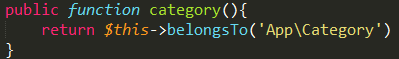 public function category(){
    return $this->belongsTo('App\Category')
}